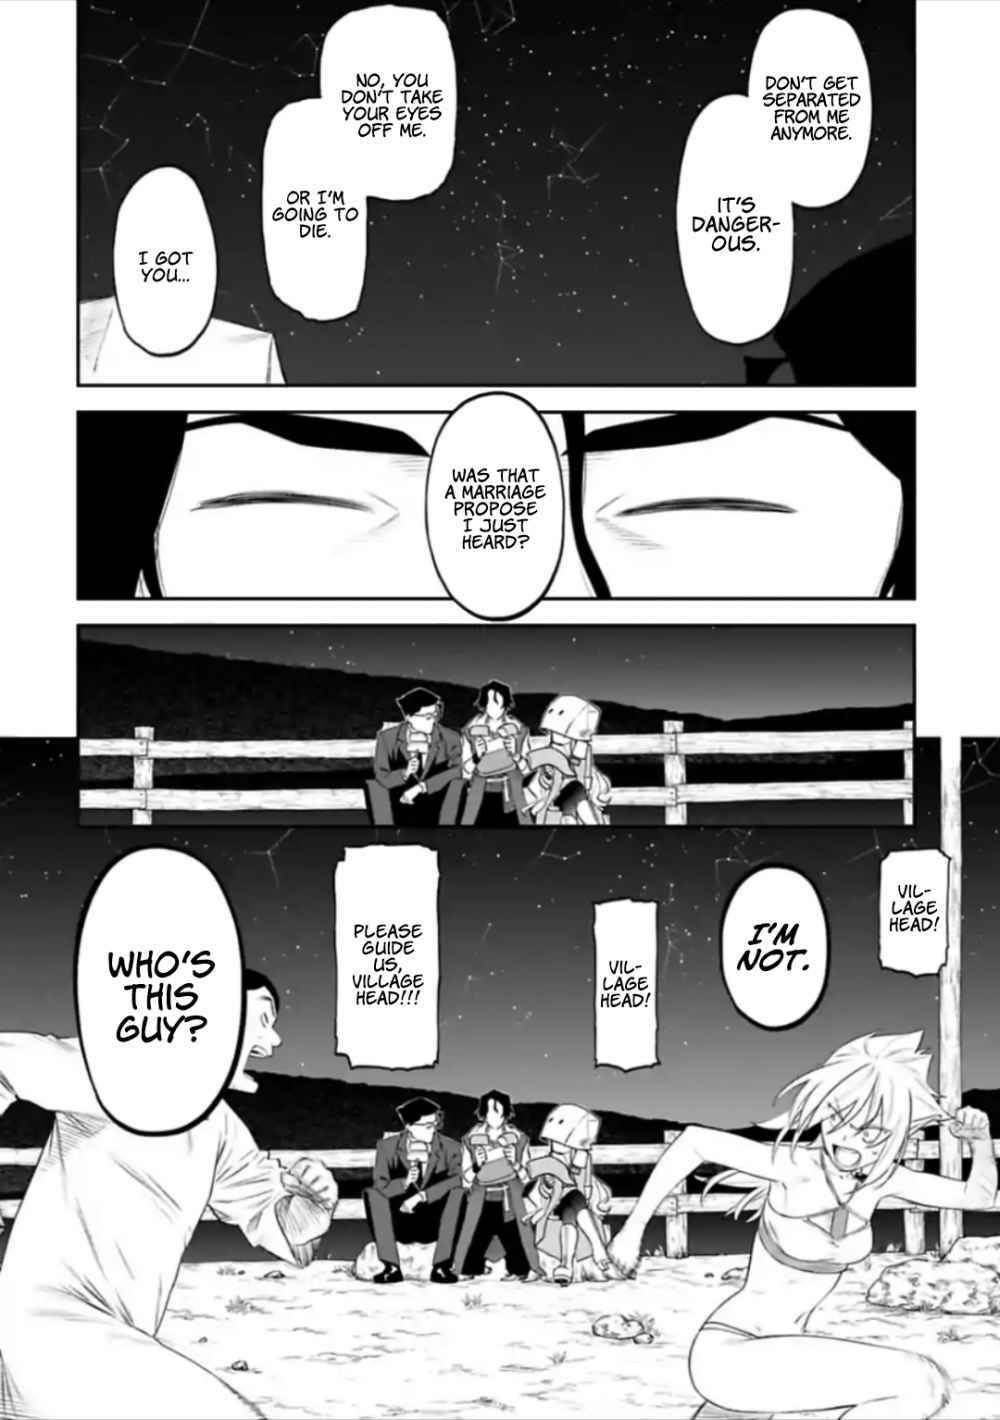 DON'T GET
SEPARATED
FROM ME
ANYMORE.
IT'S
DANGER-
OUS.
NO, YOU
DON'T TAKE
YOUR EYES
OFF ME.
OR I'M
GOING TO
DIE.
I GOT
YOU...
WAS THAT
A MARRIAGE
PROPOSE
I JUST
HEARD?
VIL-
LAGE
HEAD!
I'M
NOT.
VIL-
LAGE
HEAD!
PLEASE
GUIDE
US,
VILLAGE
HEAD!!!
WHO'S
THIS
GUY?